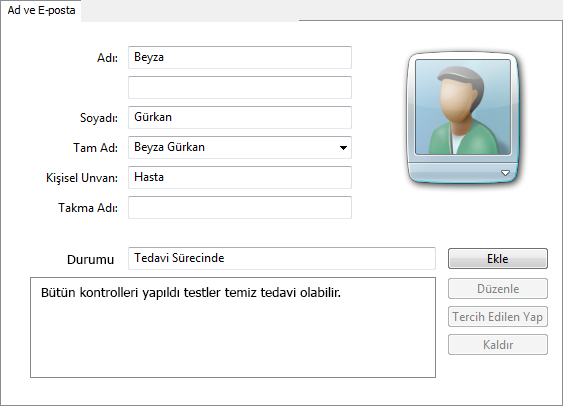 Ad ve E-posta
Adı: Beyza
Soyadı: Gürkan
Tam Ad: Beyza Gürkan
Kişisel Unvan: Hasta
Takma Adı:
Durumu Tedavi Sürecinde Ekle
Bütün kontrolleri yapıldı testler temiz tedavi olabilir.
Düzenle
Tercih Edilen Yap
Kaldır